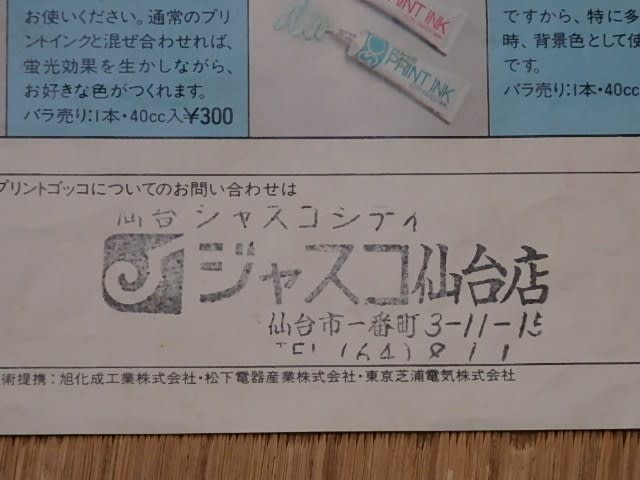 お使いください。通常のプリ
ントインクと混ぜ合わせれば、
蛍光効果を生かしながら、
お好きな色がつくれます。
バラ売り:1本・40cc入¥300
PRINT INK
PRINT INK
ですから、特に多
時、背景色として使
です。
バラ売り:1本・40cc
プリントゴッコについてのお問い合わせは
仙台 ジャスコシティ
ジャスコ仙台店
仙台市一番町3-11-15
術提携:旭化成工業株式会社・松下電器産業株式会社・東京芝浦電気株式会社